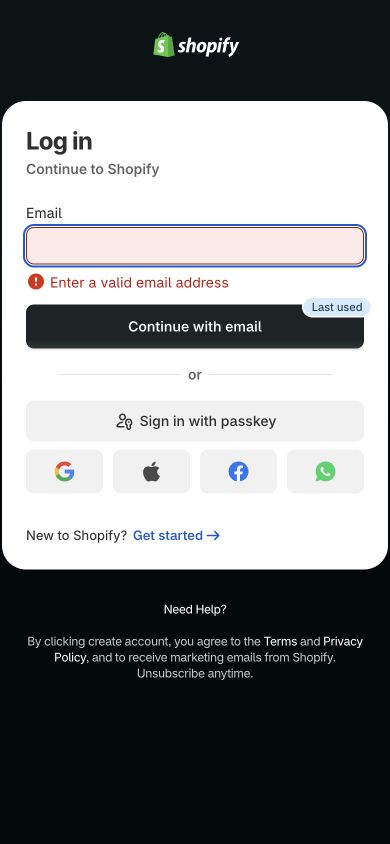 shopify
Log in
Continue to Shopify
Email
Enter a valid email address
Last used
Continue with email
or
Sign in with passkey
New to Shopify? Get started →
Need Help?
By clicking create account, you agree to the Terms and Privacy
Policy, and to receive marketing emails from Shopify.
Unsubscribe anytime.